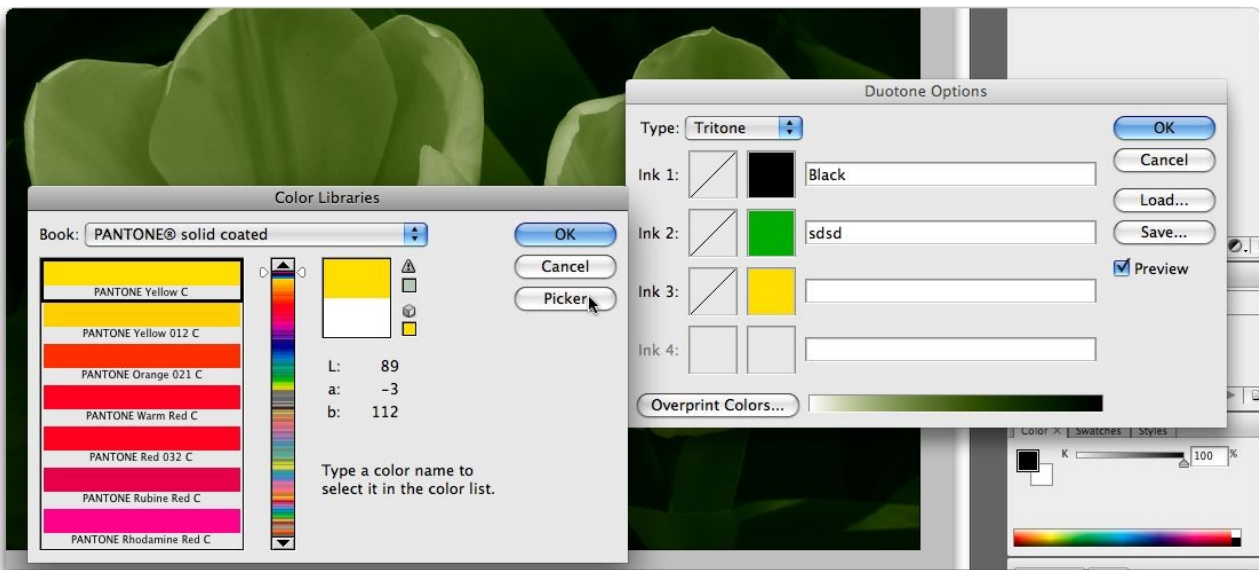 Duotone Options
Type: Tritone
OK
Cancel
Load...
Save...
Preview
Ink 1: Black
Ink 2: sdsd
Ink 3:
Ink 4:
Overprint Colors...
Color Libraries
Book: PANTONE® solid coated
OK
Cancel
Picker
PANTONE Yellow C
PANTONE Yellow 012 C
PANTONE Orange 021 C
PANTONE Warm Red C
PANTONE Red 032 C
PANTONE Rubine Red C
PANTONE Rhodamine Red C
L: 89
a: -3
b: 112
Type a color name to
select it in the color list.
Color × Swatches Styles
K 100 %